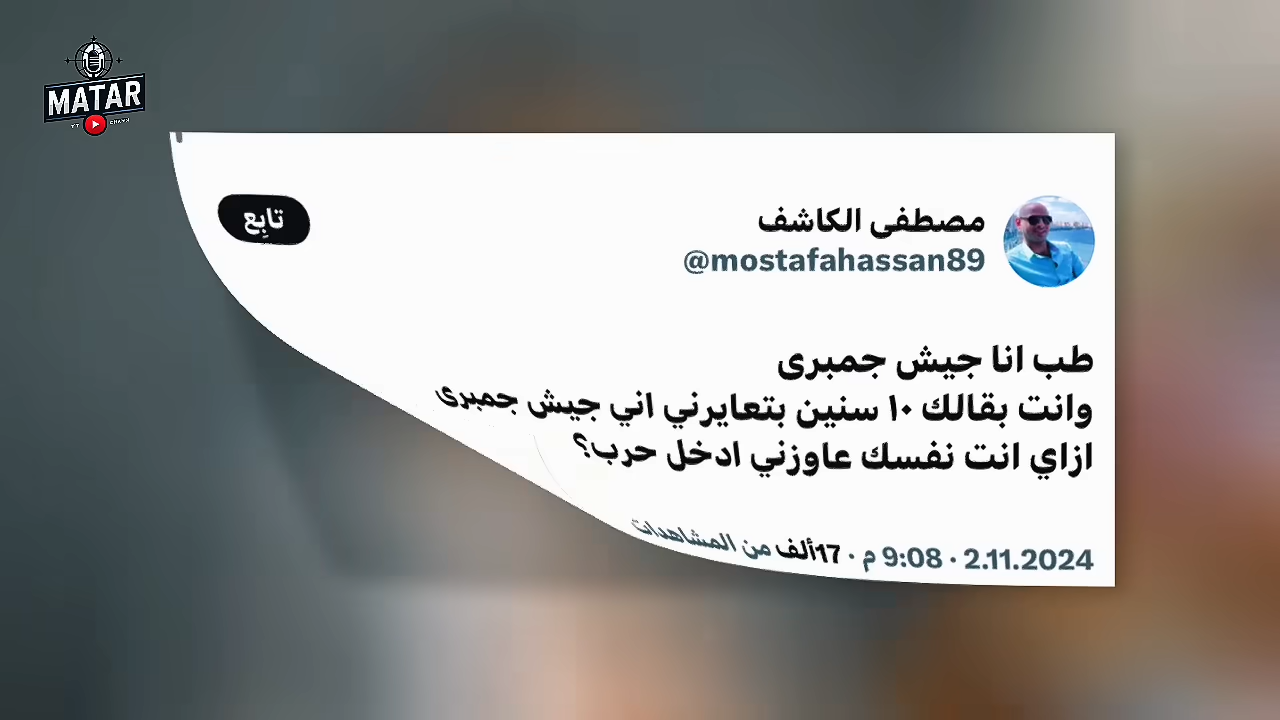 MATAR
مصطفى الكاشف
تابِع
@mostafahassan89
طب انا جيش جمبرى
وانت بقالك ١٠ سنين بتعايرني اني جيش جمبرى
ازاي انت نفسك عاوزني ادخل حرب؟
9:08 م · 2.11.2024 · 17ألف من المشاهدات